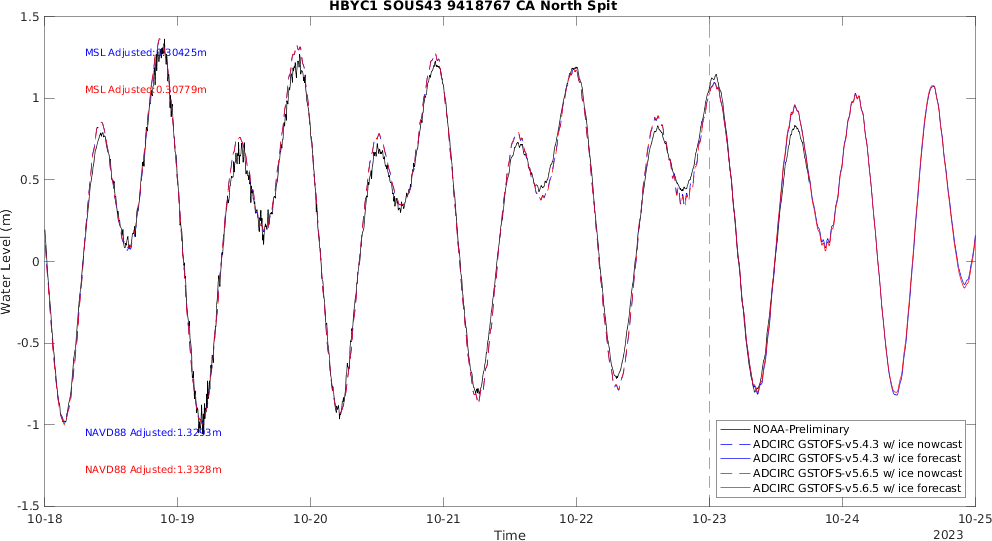 HBYC1 SOUS43 9418767 CA North Spit
1.5
1
0.5
0
-0.5
-1
-1.5
Water Level (m)
MSL Adjusted:0.30425m
MSL Adjusted:0.30779m
NAVD88 Adjusted:1.3293m
NAVD88 Adjusted:1.3328m
NOAA-Preliminary
ADCIRC GSTOFS-v5.4.3 w/ ice nowcast
ADCIRC GSTOFS-v5.4.3 w/ ice forecast
ADCIRC GSTOFS-v5.6.5 w/ ice nowcast
ADCIRC GSTOFS-v5.6.5 w/ ice forecast
10-18 10-19 10-20 10-21 10-22 10-23 10-24 10-25
Time
2023